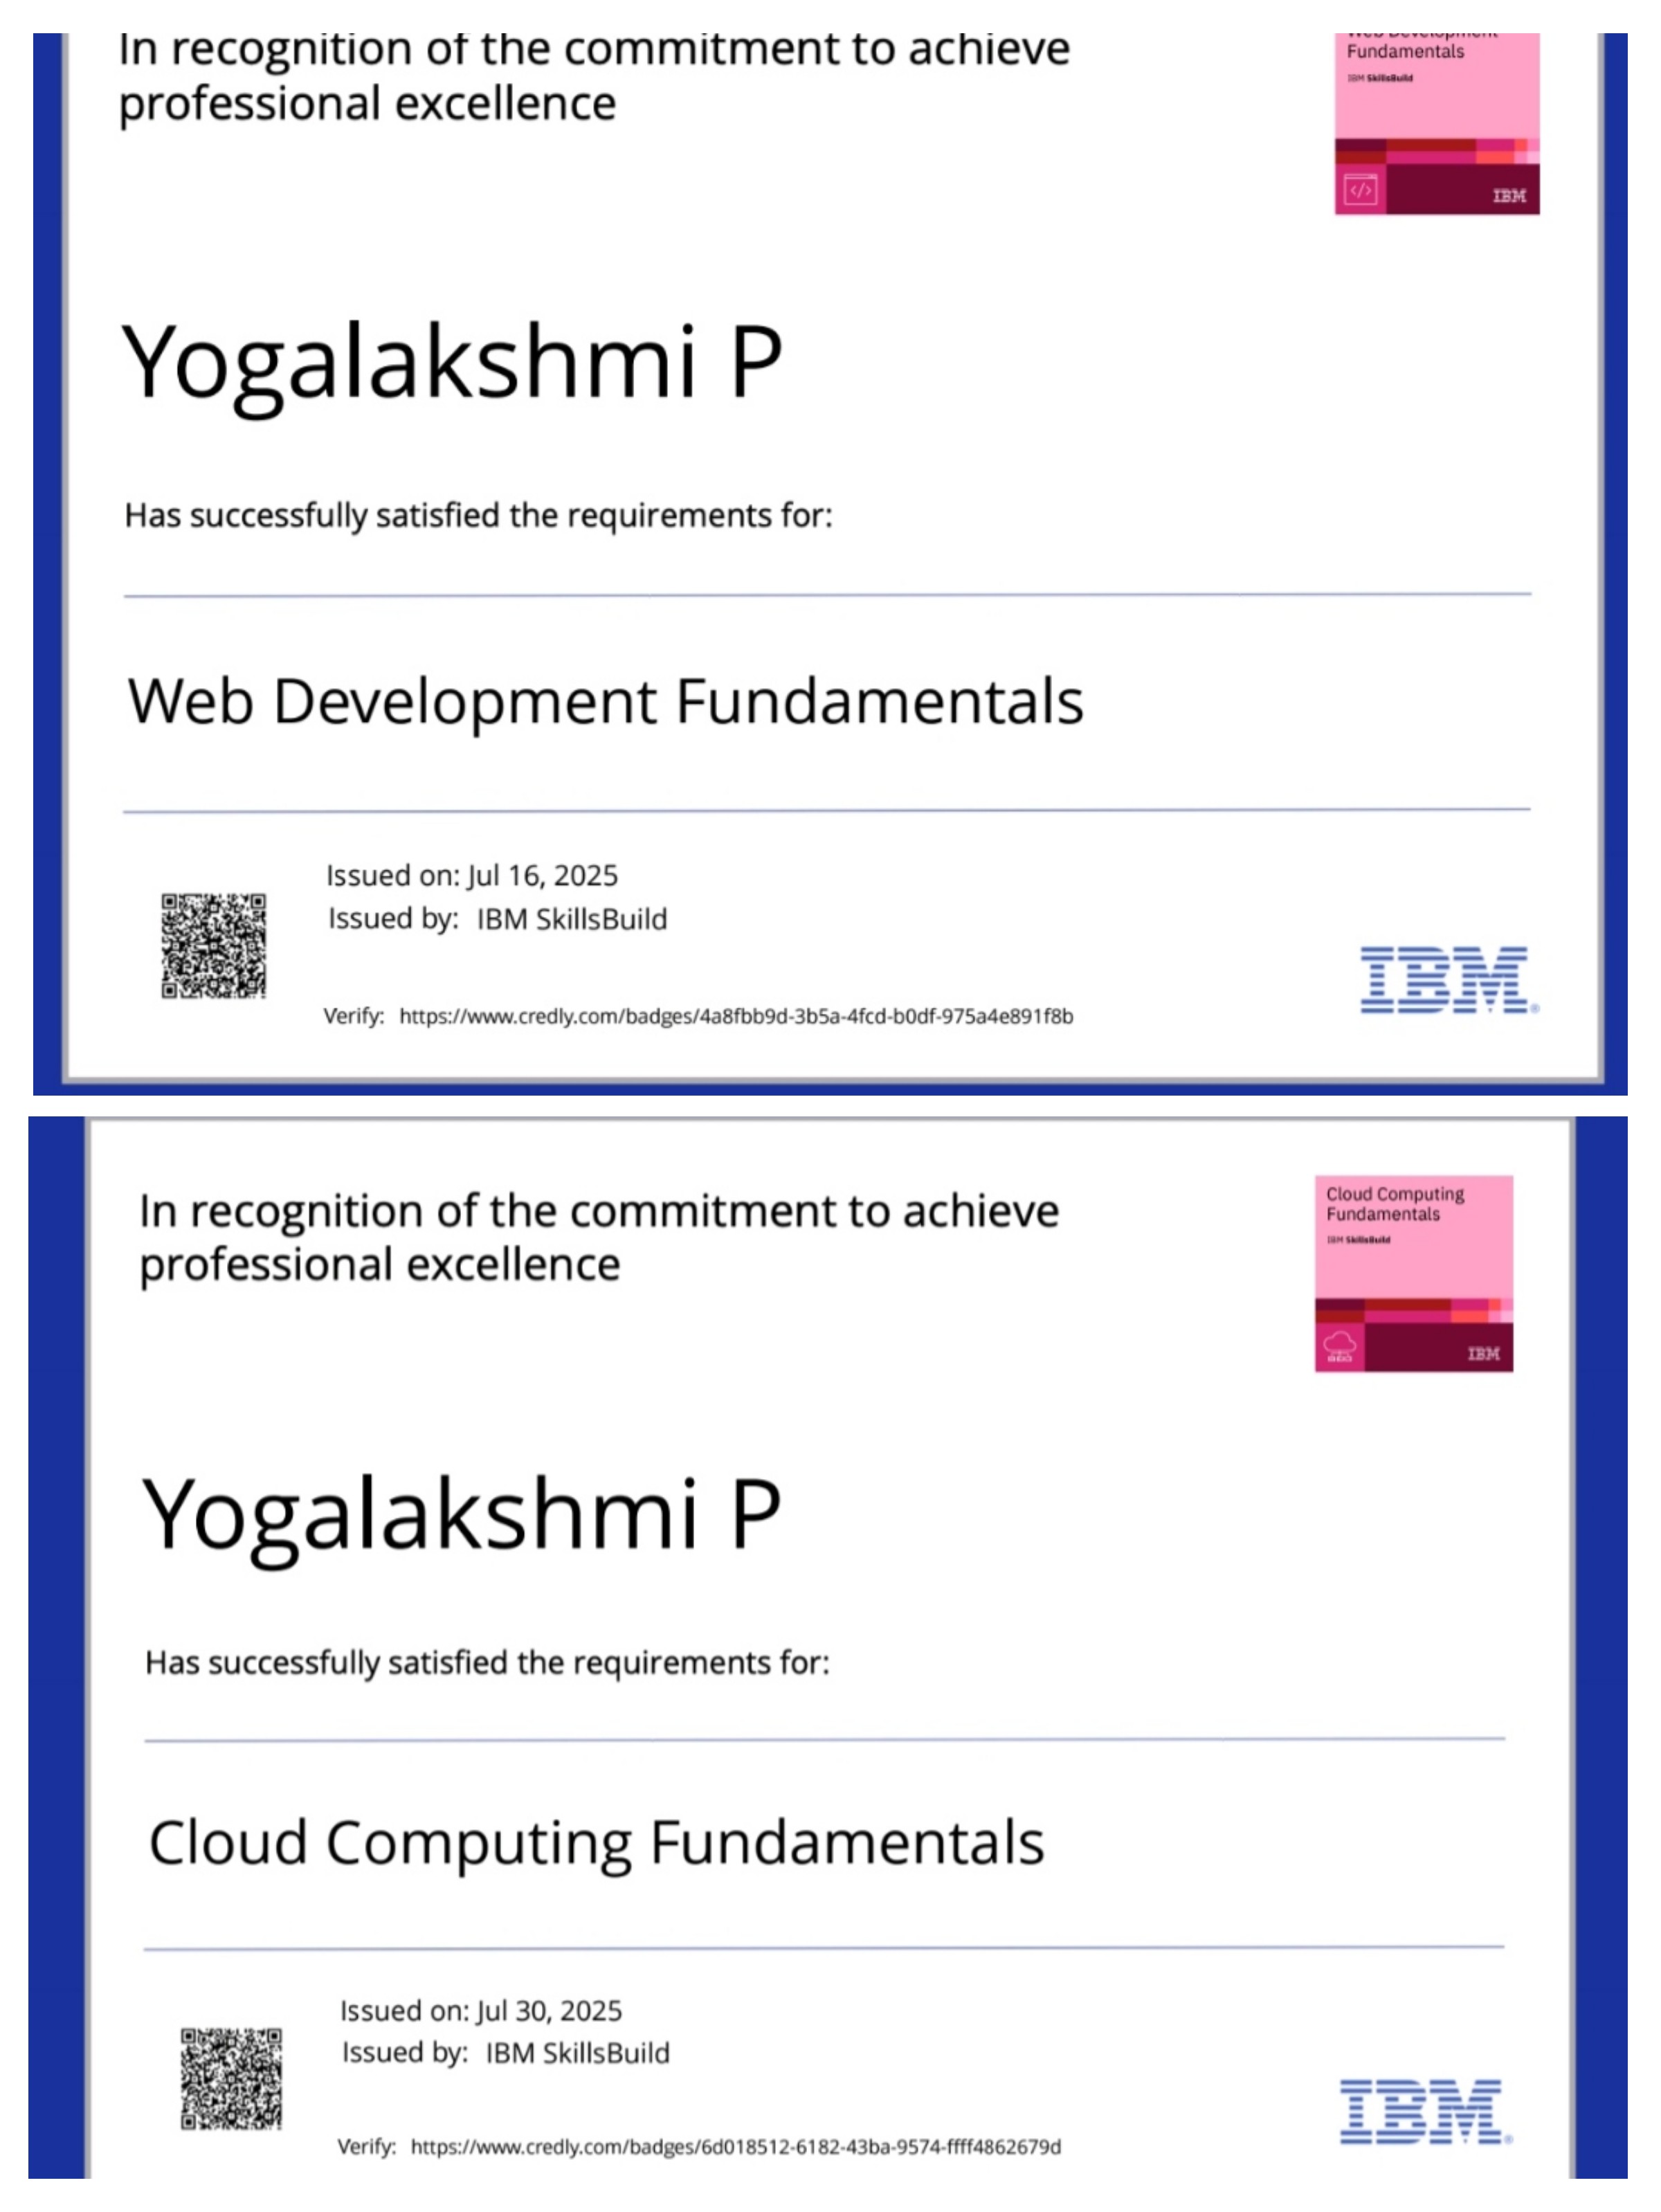 In recognition of the commitment to achieve
professional excellence
Web Development
Fundamentals
IBM SkillsBuild
</>
IBM
Yogalakshmi P
Has successfully satisfied the requirements for:
Web Development Fundamentals
Issued on: Jul 16, 2025
Issued by: IBM SkillsBuild
Verify: https://www.credly.com/badges/4a8fbb9d-3b5a-4fcd-b0df-975a4e891f8b
IBM®
In recognition of the commitment to achieve
professional excellence
Cloud Computing
Fundamentals
IBM SkillsBuild
IBM
Yogalakshmi P
Has successfully satisfied the requirements for:
Cloud Computing Fundamentals
Issued on: Jul 30, 2025
Issued by: IBM SkillsBuild
Verify: https://www.credly.com/badges/6d018512-6182-43ba-9574-ffff4862679d
IBM®